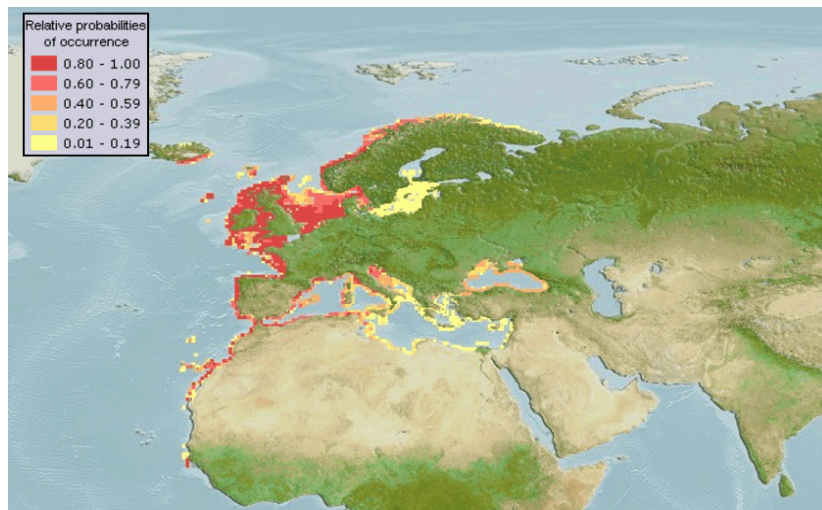 Relative probabilities
of occurrence
0.80 - 1.00
0.60 - 0.79
0.40 - 0.59
0.20 - 0.39
0.01 - 0.19